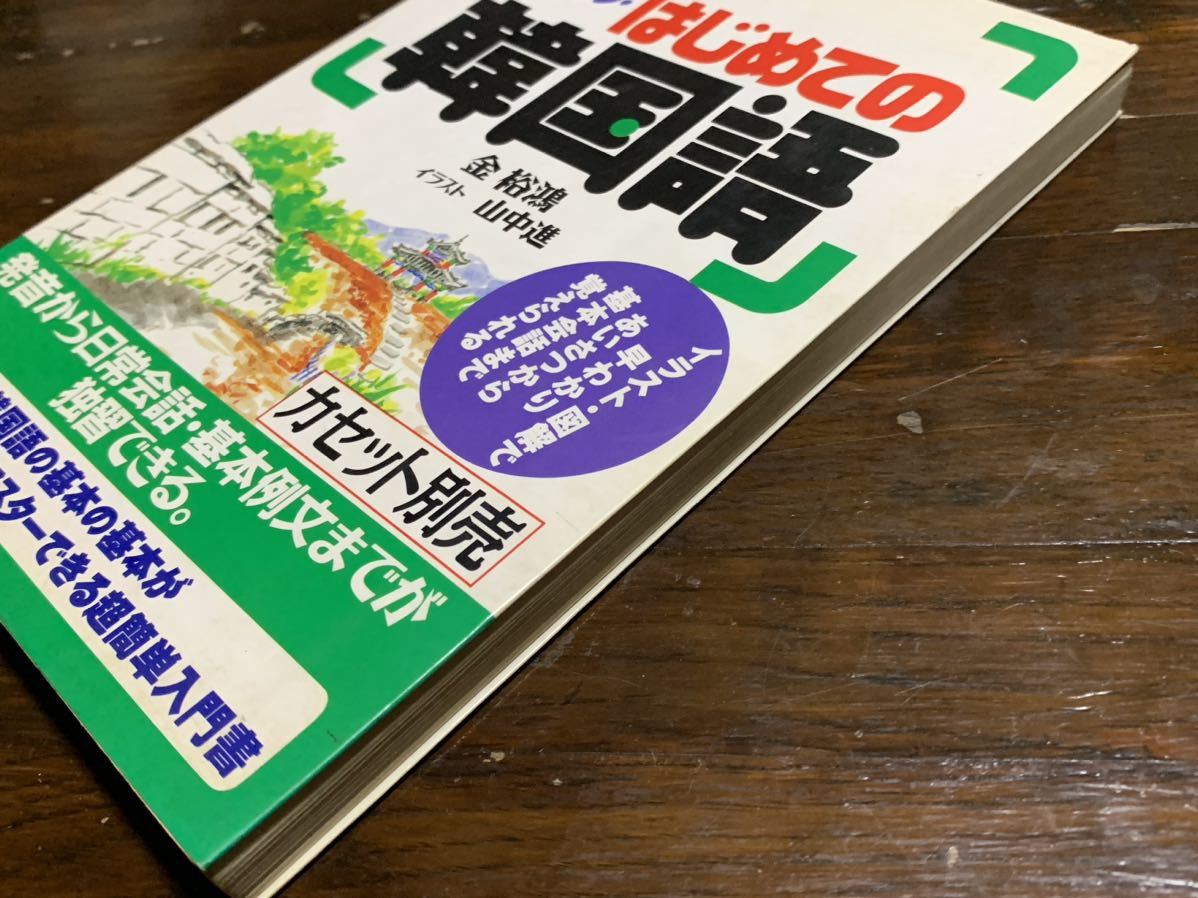 はじめての
韓国語
金 裕鴻
イラスト 山中進
イラスト・図解で
早わかり
あいさつから
基本会話まで
覚えられる
カセット別売
発音から日常会話・基本例文までが
独習できる。
韓国語の基本の基本が
スターできる超簡単入門書